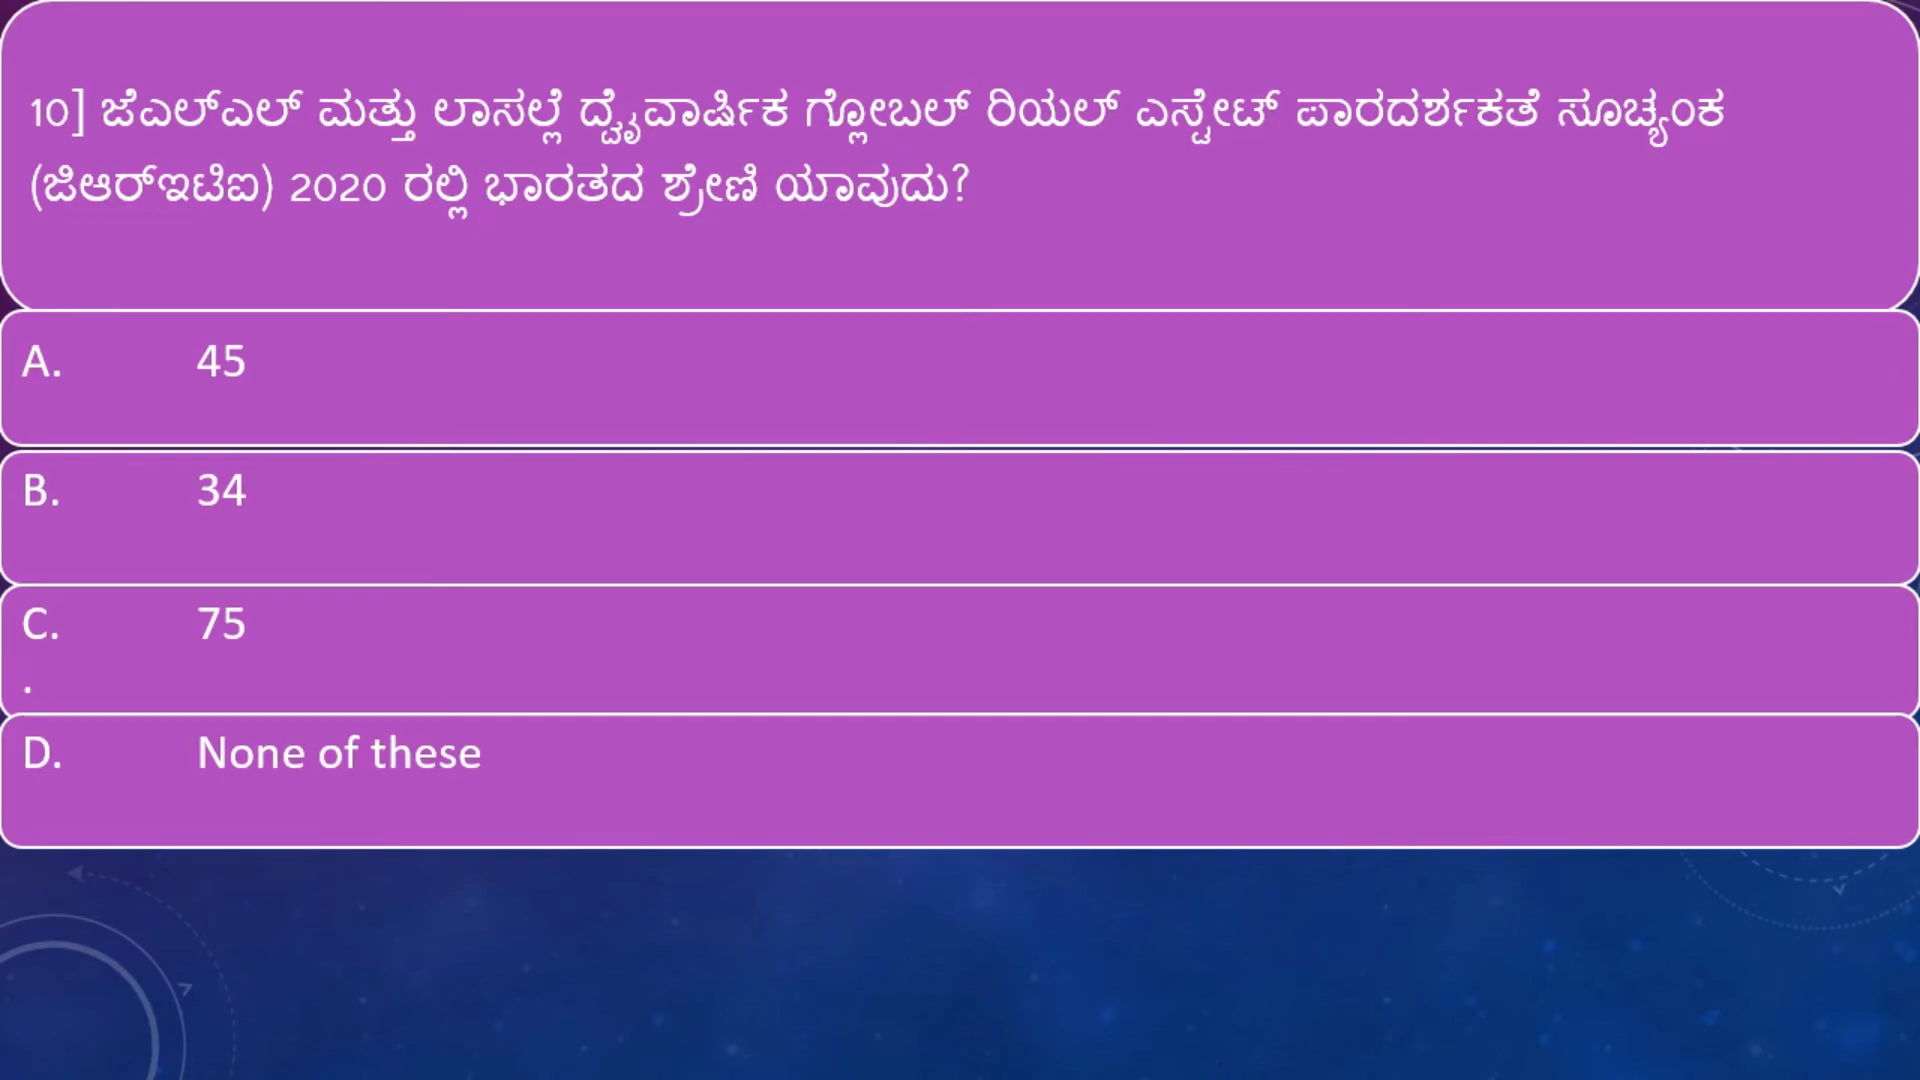 10] ಜೆಎಲ್ಎಲ್ ಮತ್ತು ಲಾಸಲ್ಲೆ ದ್ವೈವಾರ್ಷಿಕ ಗ್ಲೋಬಲ್ ರಿಯಲ್ ಎಸ್ಟೇಟ್ ಪಾರದರ್ಶಕತೆ ಸೂಚ್ಯಂಕ
(ಜಿಆರ್ಇಟಿಐ) 2020 ರಲ್ಲಿ ಭಾರತದ ಶ್ರೇಣಿ ಯಾವುದು?
A. 45
B. 34
C. 75
.
D. None of these